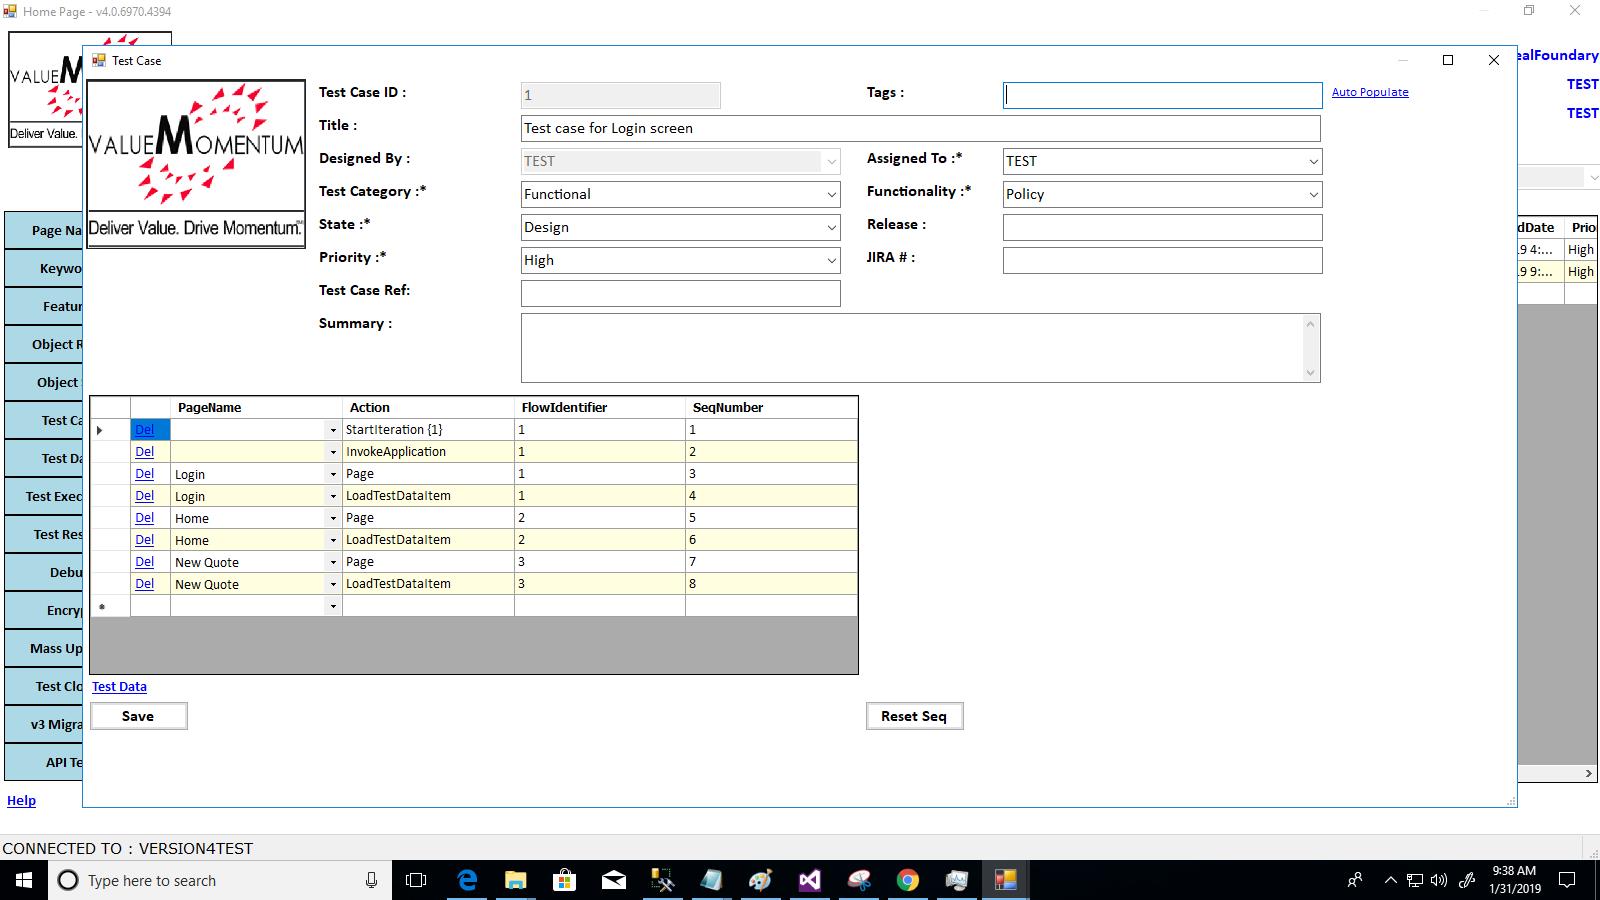 Home Page - v4.0.6970.4394
VALUE M
Deliver Value.
ealFoundary
TEST
TEST
Test Case
VALUEMOMENTUM
Deliver Value. Drive Momentum.
Test Case ID : 1 Tags : Auto Populate
Title : Test case for Login screen
Designed By : TEST Assigned To :* TEST
Test Category :* Functional Functionality :* Policy
State :* Design Release :
Priority :* High JIRA # :
Test Case Ref:
Summary :
PageName Action FlowIdentifier SeqNumber
Del StartIteration {1} 1 1
Del InvokeApplication 1 2
Del Login Page 1 3
Del Login LoadTestDataItem 1 4
Del Home Page 2 5
Del Home LoadTestDataItem 2 6
Del New Quote Page 3 7
Del New Quote LoadTestDataItem 3 8
*
Test Data
Save Reset Seq
Page Na
Keywo
Featur
Object R
Object
Test Ca
Test Da
Test Exec
Test Res
Debu
Encry
Mass Up
Test Clo
v3 Migra
API Te
Help
dDate Prio
19 4:... High
19 9:... High
CONNECTED TO : VERSION4TEST
Type here to search
9:38 AM
1/31/2019